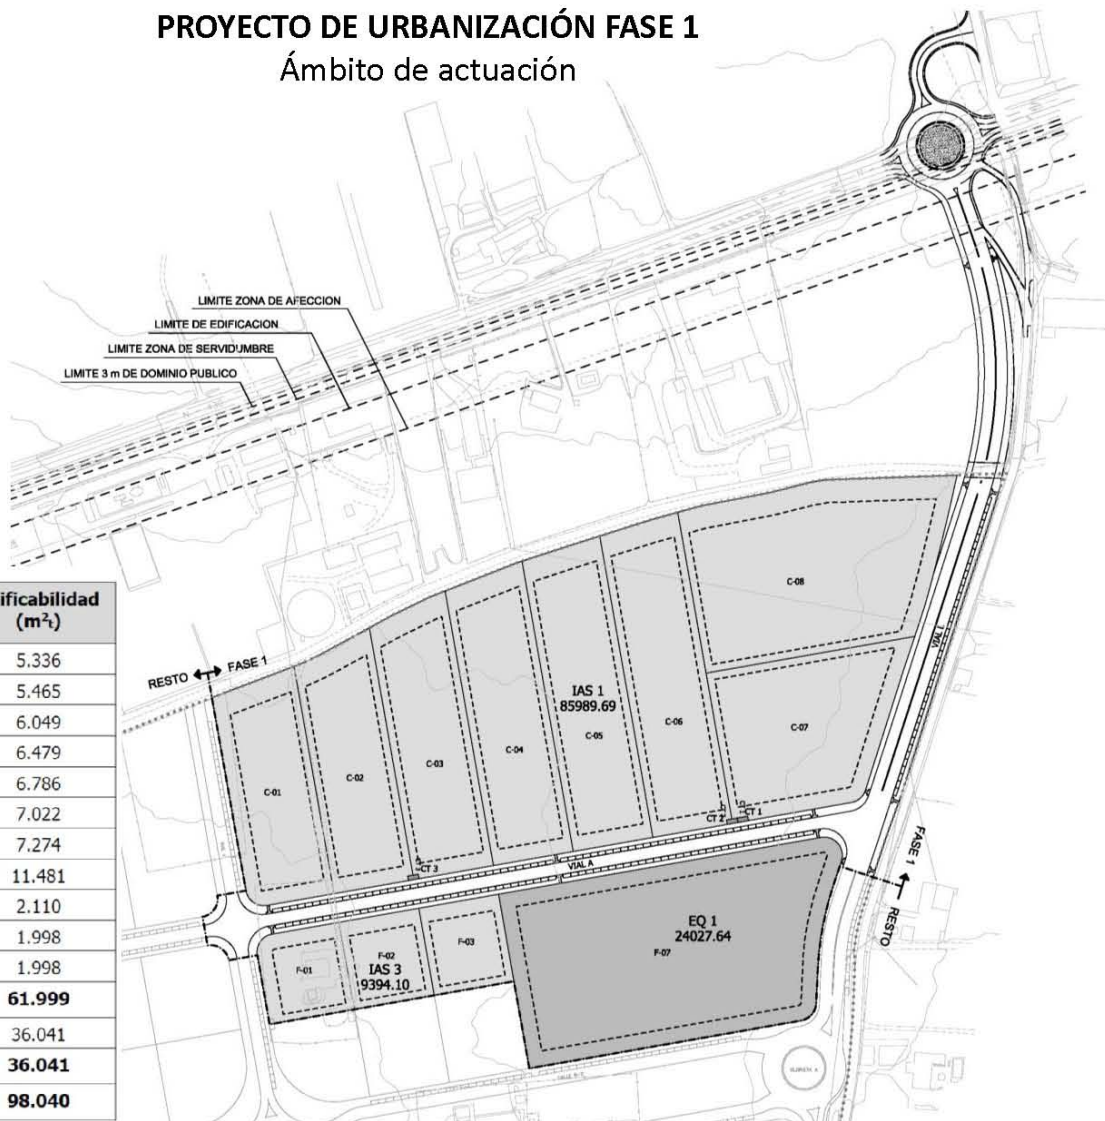 PROYECTO DE URBANIZACIÓN FASE 1
Ámbito de actuación
LIMITE ZONA DE AFECCION
LIMITE DE EDIFICACION
LIMITE ZONA DE SERVIDUMBRE
LIMITE 3 m DE DOMINIO PUBLICO
ificabilidad
(m²t)
5.336
5.465
6.049
6.479
6.786
7.022
7.274
11.481
2.110
1.998
1.998
61.999
36.041
36.041
98.040
RESTO
FASE 1
C-08
VIAL 1
IAS 1
85989.69
C-07
C-06
C-05
C-04
C-03
C-02
C-01
CT 2
CT 1
CT 3
VIAL A
FASE 1
RESTO
EQ 1
24027.64
F-07
F-03
F-02
IAS 3
9394.10
F-01